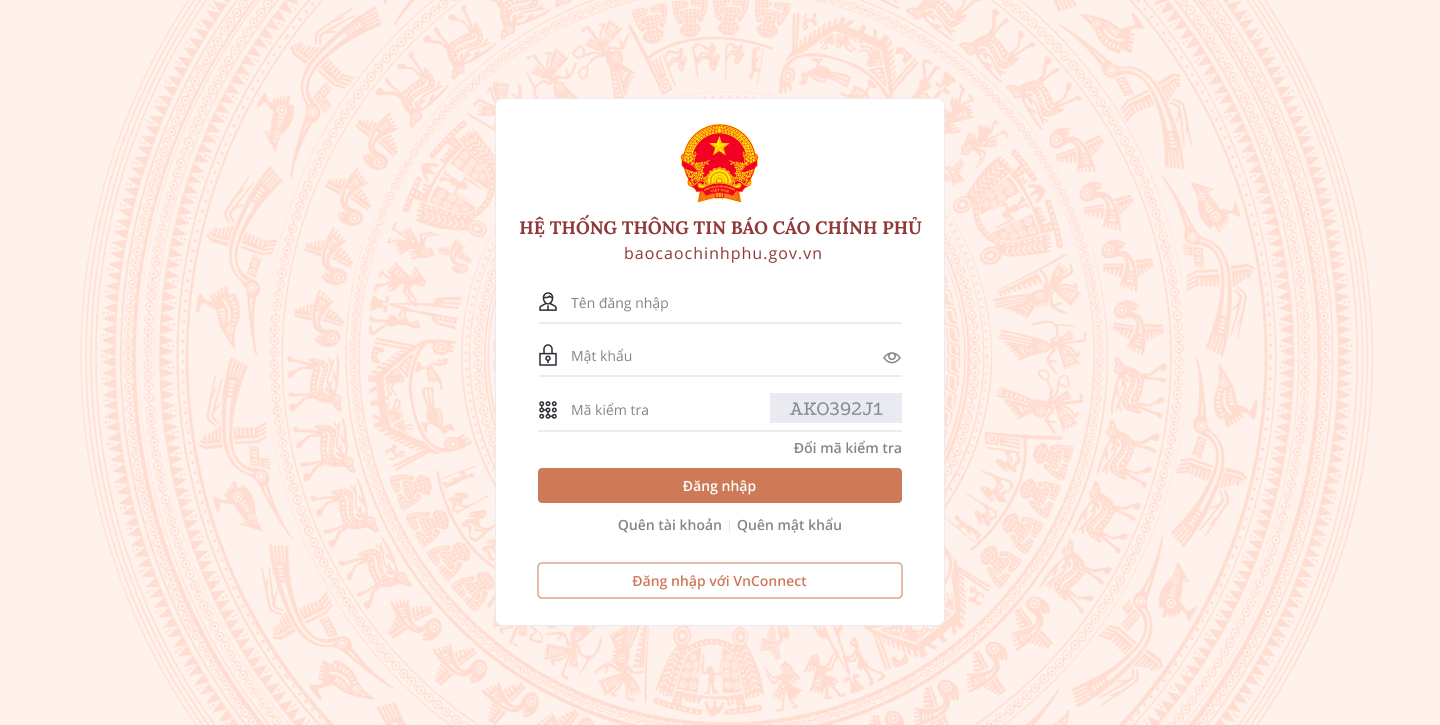 HỆ THỐNG THÔNG TIN BÁO CÁO CHÍNH PHỦ
baocaochinhphu.gov.vn
Tên đăng nhập
Mật khẩu
Mã kiểm tra AKO392J1
Đổi mã kiểm tra
Đăng nhập
Quên tài khoản | Quên mật khẩu
Đăng nhập với VnConnect